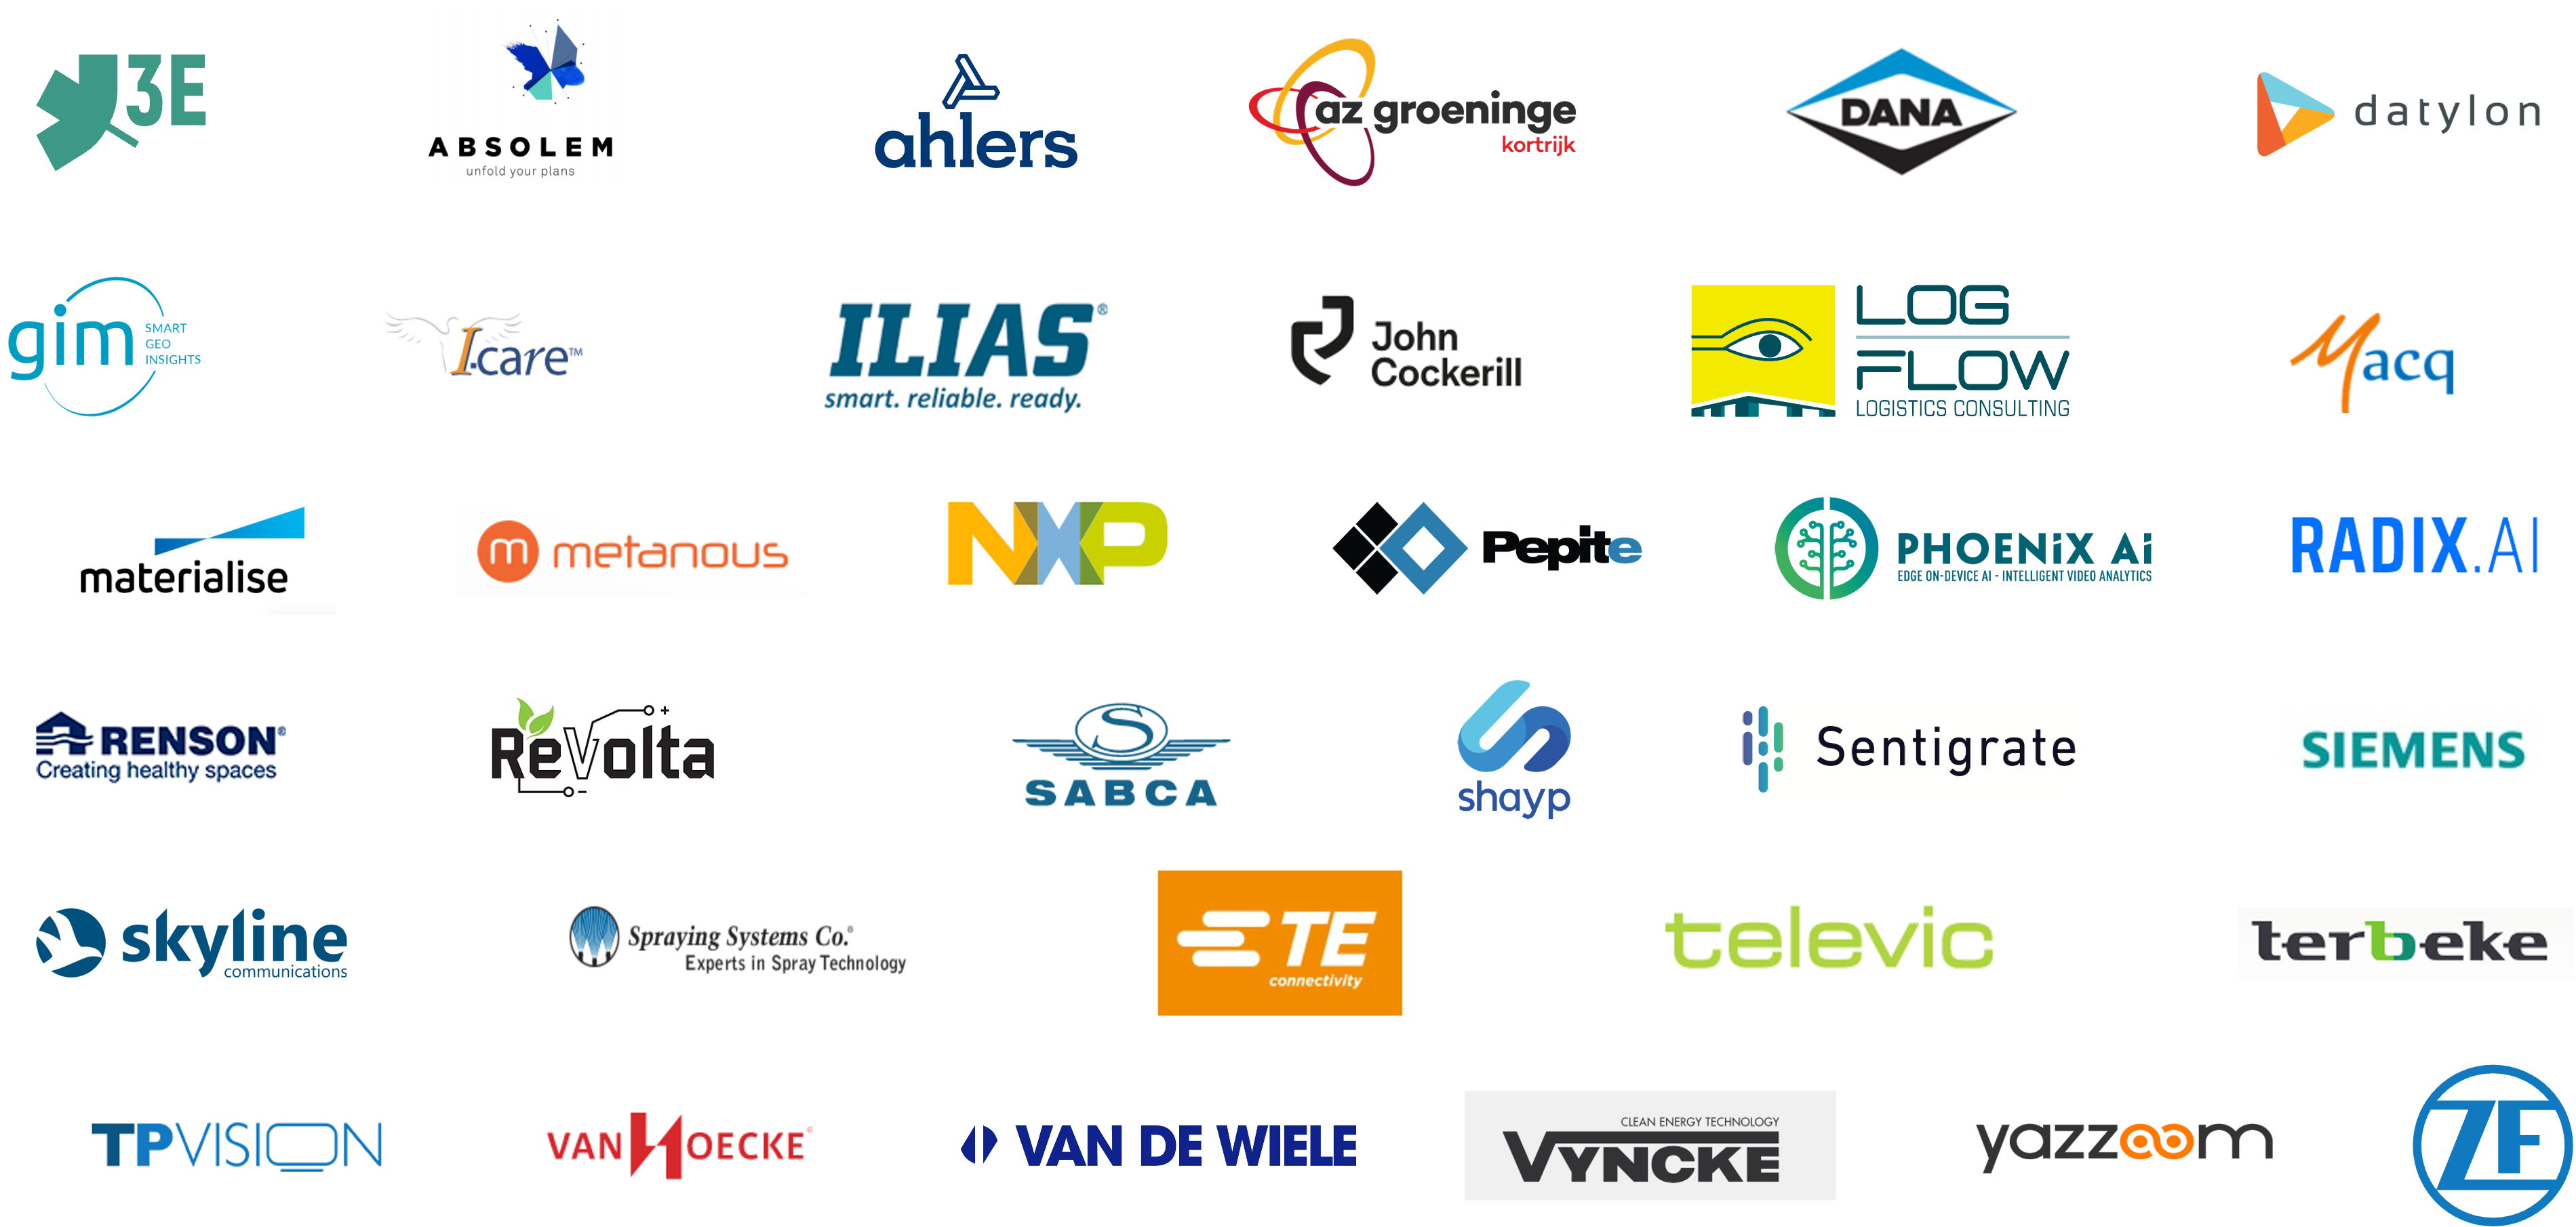 3E
ABSOLEM
unfold your plans
ahlers
az groeninge
kortrijk
DANA
datylon
gim
SMART
GEO
INSIGHTS
I-care™
ILIAS®
smart. reliable. ready.
John
Cockerill
LOG
FLOW
LOGISTICS CONSULTING
Macq
materialise
m metanous
NXP
Pepite
PHOENiX Ai
EDGE ON-DEVICE AI - INTELLIGENT VIDEO ANALYTICS
RADIX.AI
RENSON®
Creating healthy spaces
ReVolta
S
SABCA
shayp
Sentigrate
SIEMENS
skyline
communications
Spraying Systems Co.®
Experts in Spray Technology
TE
connectivity
televic
terbeke
TPVISION
VANHOECKE®
VAN DE WIELE
CLEAN ENERGY TECHNOLOGY
VYNCKE
yazzoom
ZF